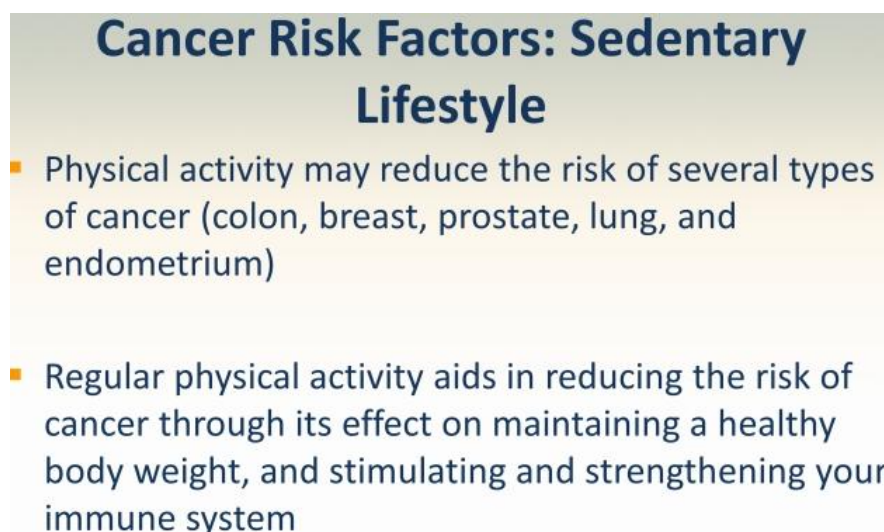 Cancer Risk Factors: Sedentary
Lifestyle
Physical activity may reduce the risk of several types
of cancer (colon, breast, prostate, lung, and
endometrium)
Regular physical activity aids in reducing the risk of
cancer through its effect on maintaining a healthy
body weight, and stimulating and strengthening your
immune system